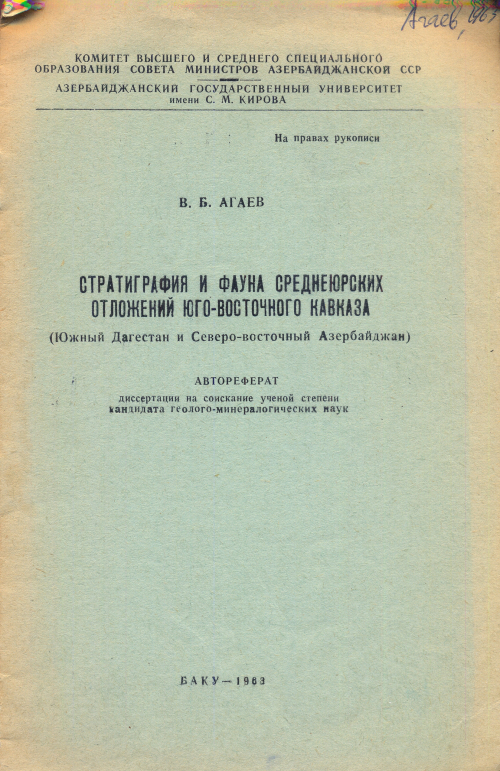 Агаев, 1963
КОМИТЕТ ВЫСШЕГО И СРЕДНЕГО СПЕЦИАЛЬНОГО
ОБРАЗОВАНИЯ СОВЕТА МИНИСТРОВ АЗЕРБАЙДЖАНСКОЙ ССР
АЗЕРБАЙДЖАНСКИЙ ГОСУДАРСТВЕННЫЙ УНИВЕРСИТЕТ
имени С. М. КИРОВА
На правах рукописи
В. Б. АГАЕВ
СТРАТИГРАФИЯ И ФАУНА СРЕДНЕЮРСКИХ
ОТЛОЖЕНИЙ ЮГО-ВОСТОЧНОГО КАВКАЗА
(Южный Дагестан и Северо-восточный Азербайджан)
АВТОРЕФЕРАТ
диссертации на соискание ученой степени
кандидата геолого-минералогических наук
БАКУ—1963